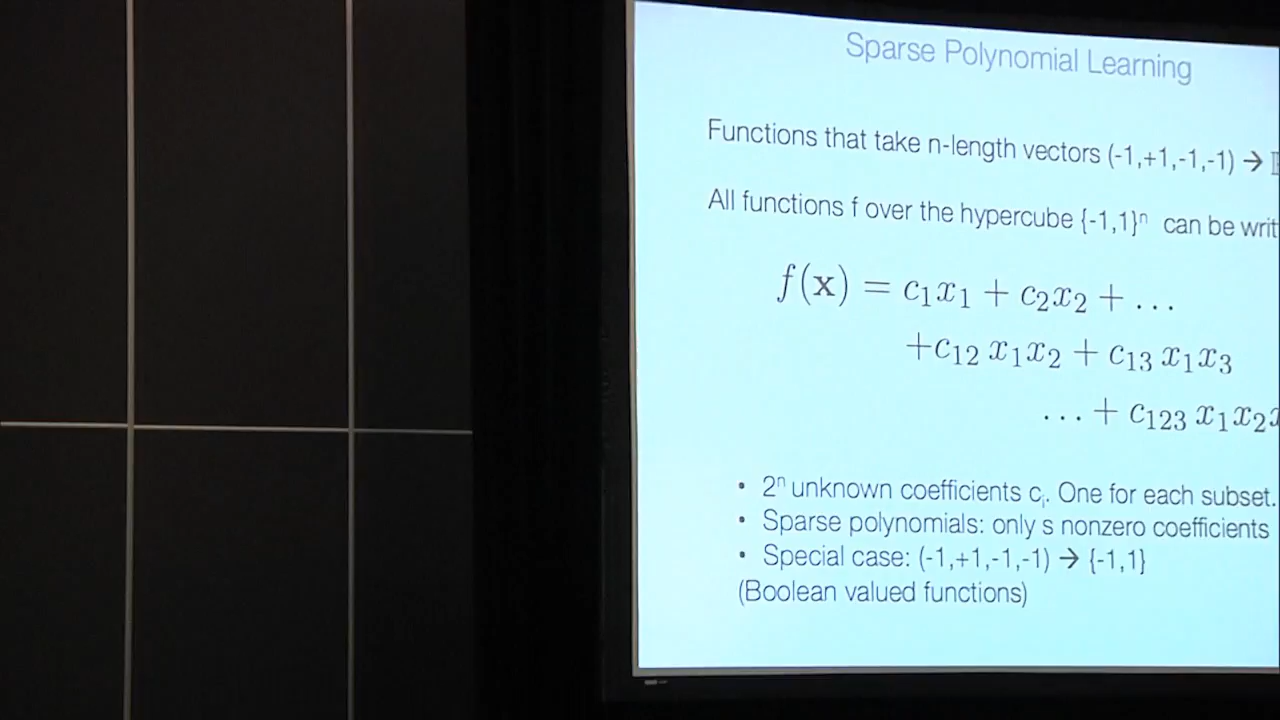 Sparse Polynomial Learning
Functions that take n-length vectors (-1,+1,-1,-1) →
All functions f over the hypercube {-1,1}ⁿ can be writ
f(x) = c₁x₁ + c₂x₂ + ...
+c₁₂ x₁x₂ + c₁₃ x₁x₃
... + c₁₂₃ x₁x₂
• 2ⁿ unknown coefficients cᵢ. One for each subset.
• Sparse polynomials: only s nonzero coefficients
• Special case: (-1,+1,-1,-1) → {-1,1}
(Boolean valued functions)